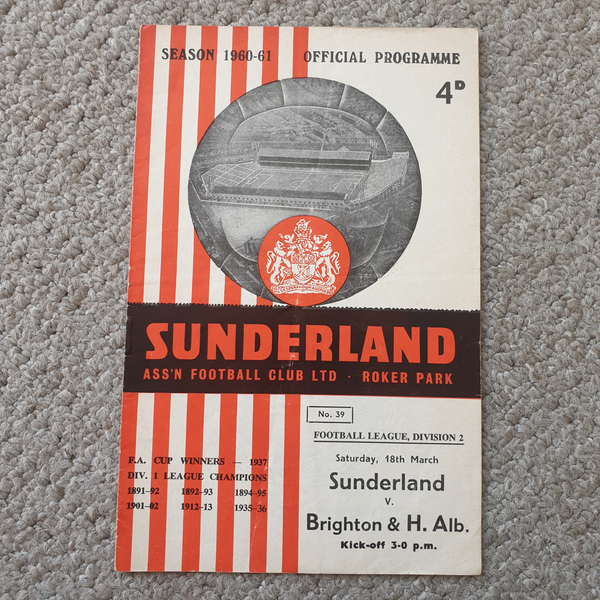 SEASON 1960-61 OFFICIAL PROGRAMME
4D
SUNDERLAND
ASS'N FOOTBALL CLUB LTD · ROKER PARK
No. 39
FOOTBALL LEAGUE, DIVISION 2
Saturday, 18th March
Sunderland
v.
Brighton & H. Alb.
Kick-off 3-0 p.m.
F.A. CUP WINNERS — 1937
DIV. 1 LEAGUE CHAMPIONS
1891-92 1892-93 1894-95
1901-02 1912-13 1935-36